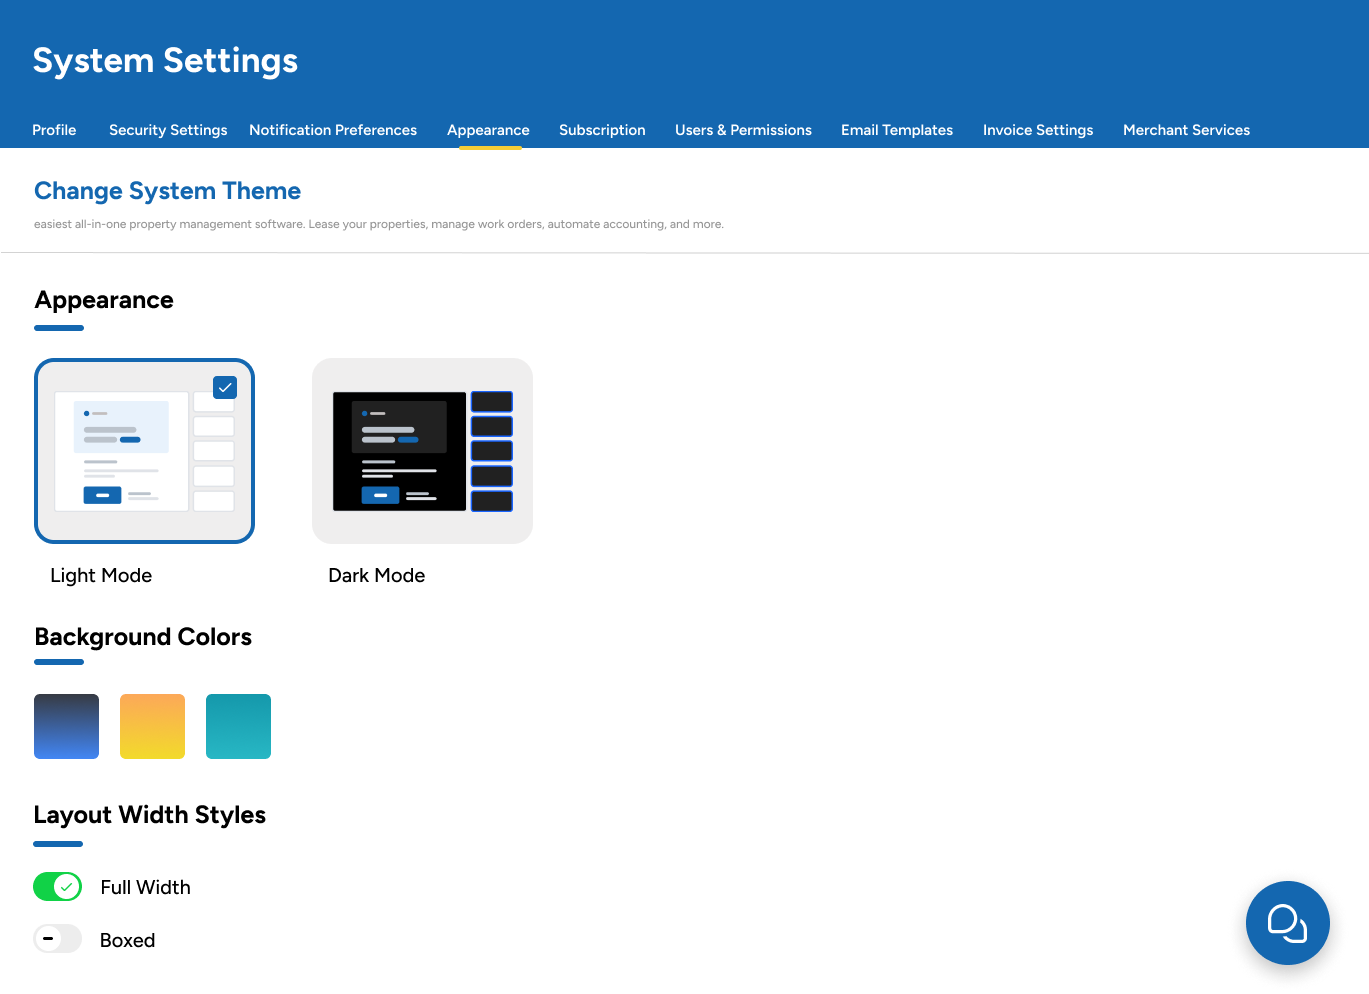 System Settings
Profile Security Settings Notification Preferences Appearance Subscription Users & Permissions Email Templates Invoice Settings Merchant Services
Change System Theme
easiest all-in-one property management software. Lease your properties, manage work orders, automate accounting, and more.
Appearance
Light Mode Dark Mode
Background Colors
Layout Width Styles
Full Width
Boxed